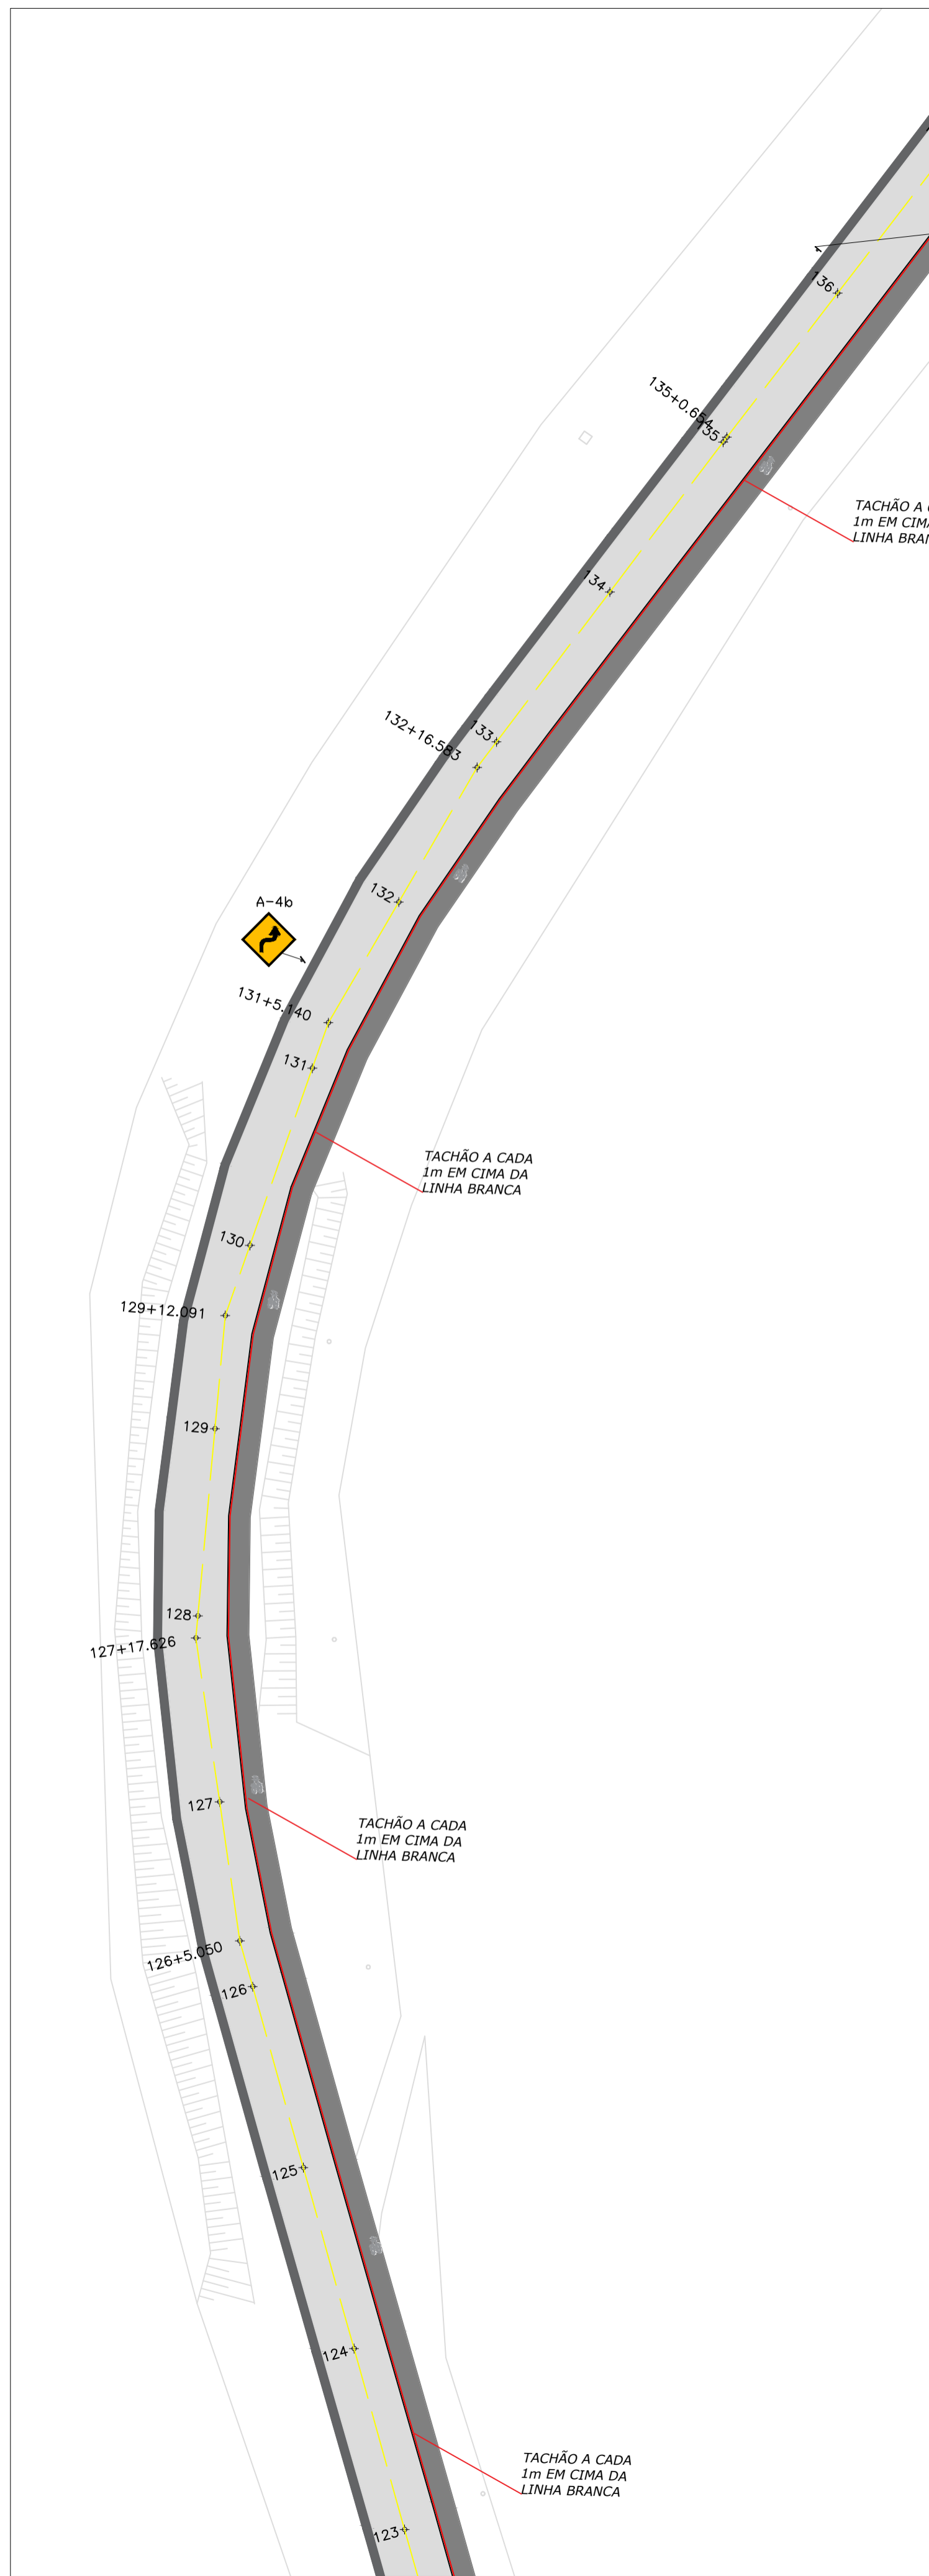 136
135+0.654
135
TACHÃO A
1m EM CIMA
LINHA
134
133
132+16.583
132
A-4b
131+5.140
131
TACHÃO A CADA
1m EM CIMA DA
LINHA BRANCA
130
129+12.091
129
128
127+17.626
127
TACHÃO A CADA
1m EM CIMA DA
LINHA BRANCA
126+5.050
126
125
124
TACHÃO A CADA
1m EM CIMA DA
LINHA BRANCA
123